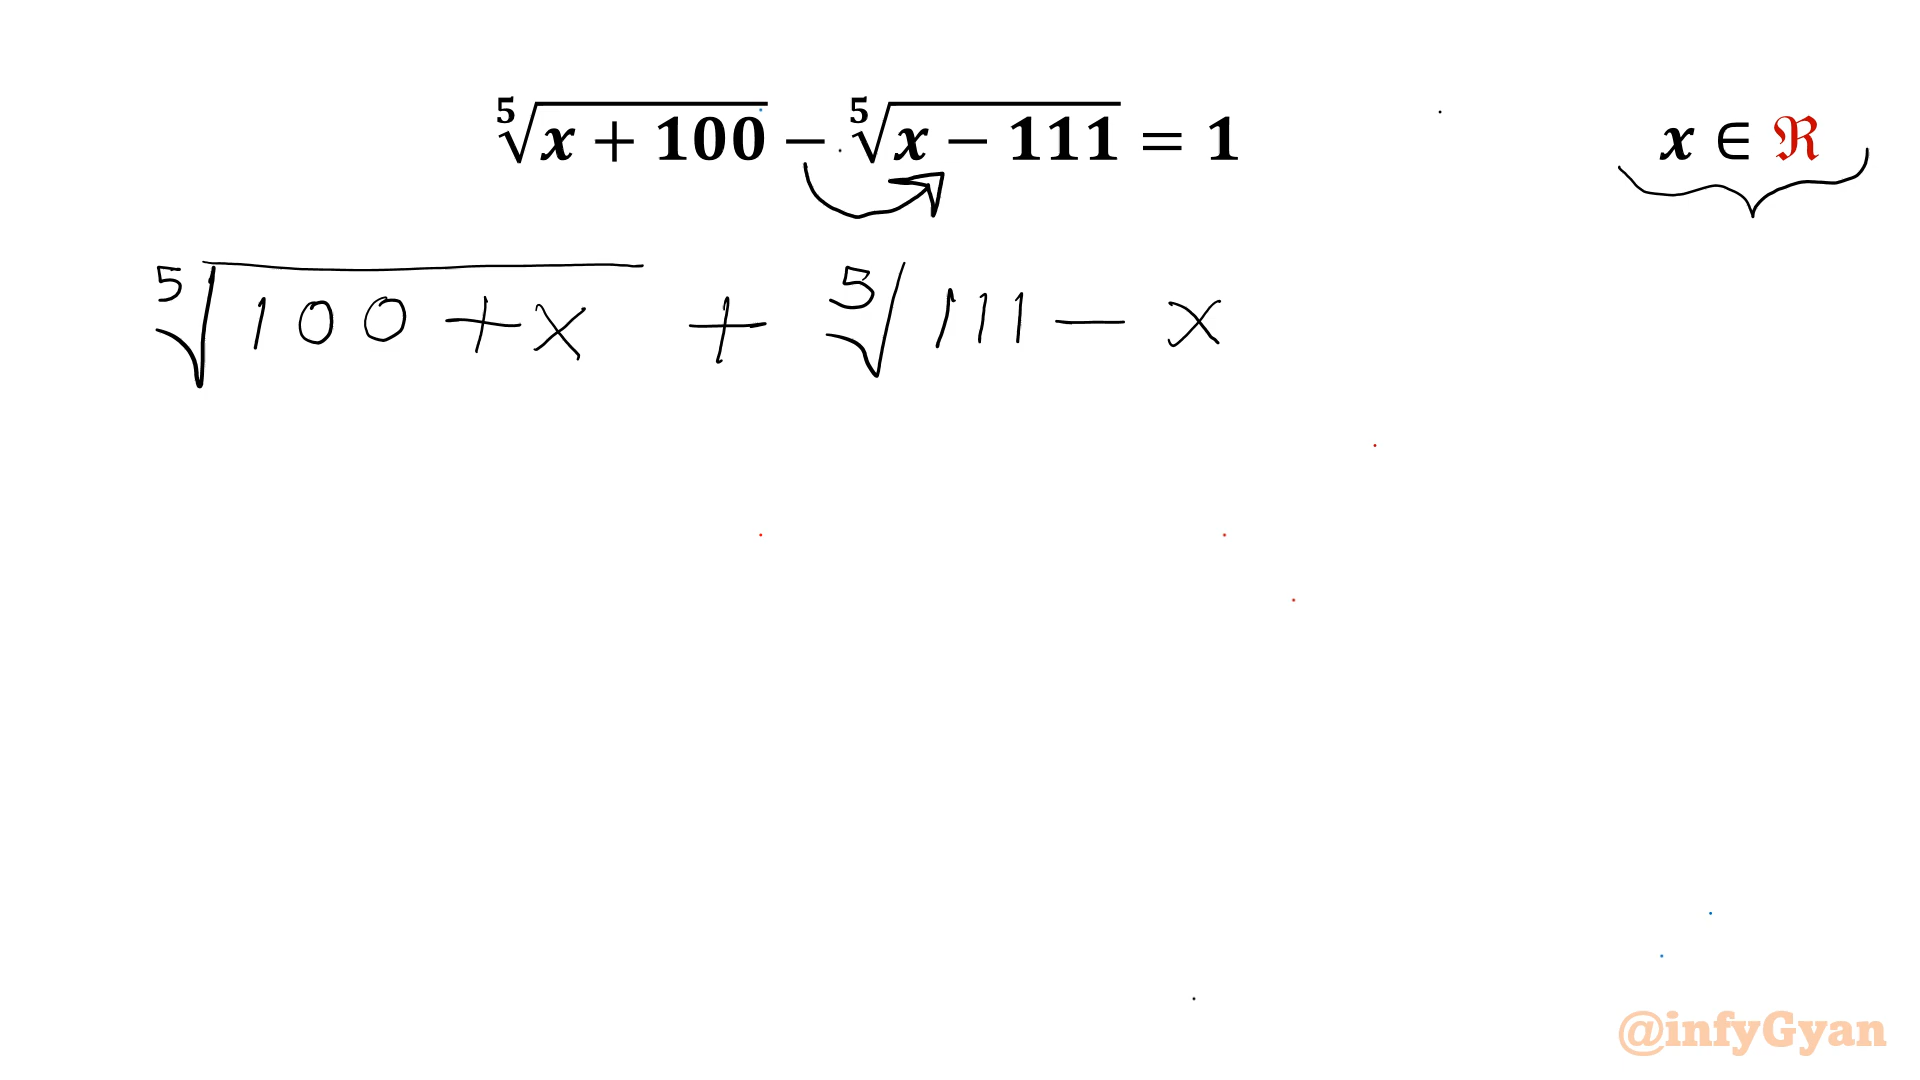 ⁵√(x + 100) − ⁵√(x − 111) = 1 x ∈ ℜ
⁵√(100 + x) + ⁵√(111 − x)
@infyGyan